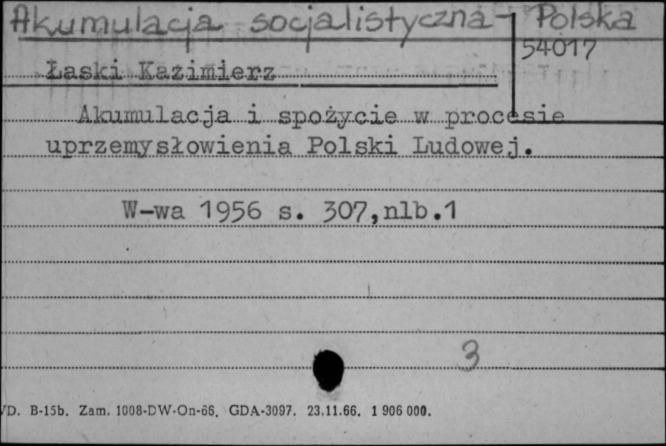 Akumulacja socjalistyczna - Polska
54017
Łaski Kazimierz
Akumulacja i spożycie w procesie
uprzemysłowienia Polski Ludowej.
W-wa 1956 s. 307,nlb.1
3
VD. B-15b. Zam. 1008-DW-On-66. GDA-3097. 23.11.66. 1 906 000.